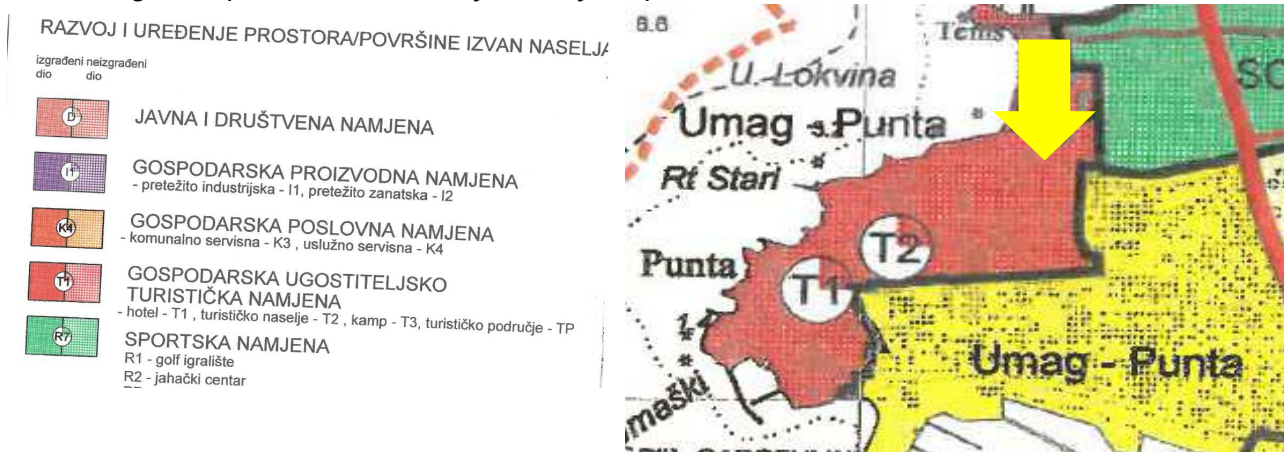 RAZVOJ I UREĐENJE PROSTORA/POVRŠINE IZVAN NASELJA
izgrađeni neizgrađeni
dio dio
D
JAVNA I DRUŠTVENA NAMJENA
I1
GOSPODARSKA PROIZVODNA NAMJENA
- pretežito industrijska - I1, pretežito zanatska - I2
K4
GOSPODARSKA POSLOVNA NAMJENA
- komunalno servisna - K3 , uslužno servisna - K4
T1
GOSPODARSKA UGOSTITELJSKO
TURISTIČKA NAMJENA
- hotel - T1 , turističko naselje - T2 , kamp - T3, turističko područje - TP
R7
SPORTSKA NAMJENA
R1 - golf igralište
R2 - jahački centar
6.6
U. Lokvina
Umag - Punta
Rt Stari
Punta
T2
T1
Umag - Punta